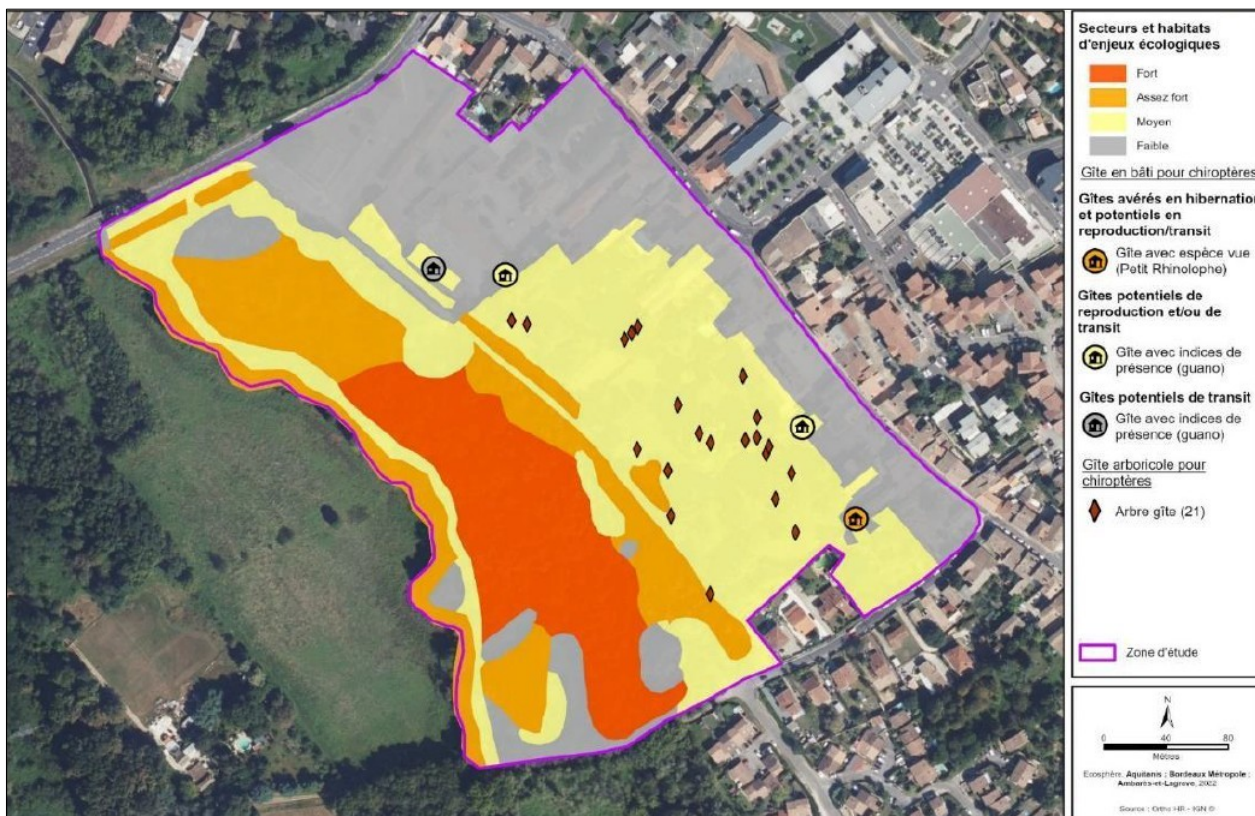 Secteurs et habitats
d'enjeux écologiques
Fort
Assez fort
Moyen
Faible
Gîte en bâti pour chiroptères
Gîtes avérés en hibernation
et potentiels en
reproduction/transit
Gîte avec espèce vue
(Petit Rhinolophe)
Gîtes potentiels de
reproduction et/ou de
transit
Gîte avec indices de
présence (guano)
Gîtes potentiels de transit
Gîte avec indices de
présence (guano)
Gîte arboricole pour
chiroptères
Arbre gîte (21)
Zone d'étude
N
0 40 80
Mètres
Ecosphère, Aquitanis ; Bordeaux Métropole ;
Ambarès-et-Lagrave, 2022
Source : Ortho HR - IGN ©